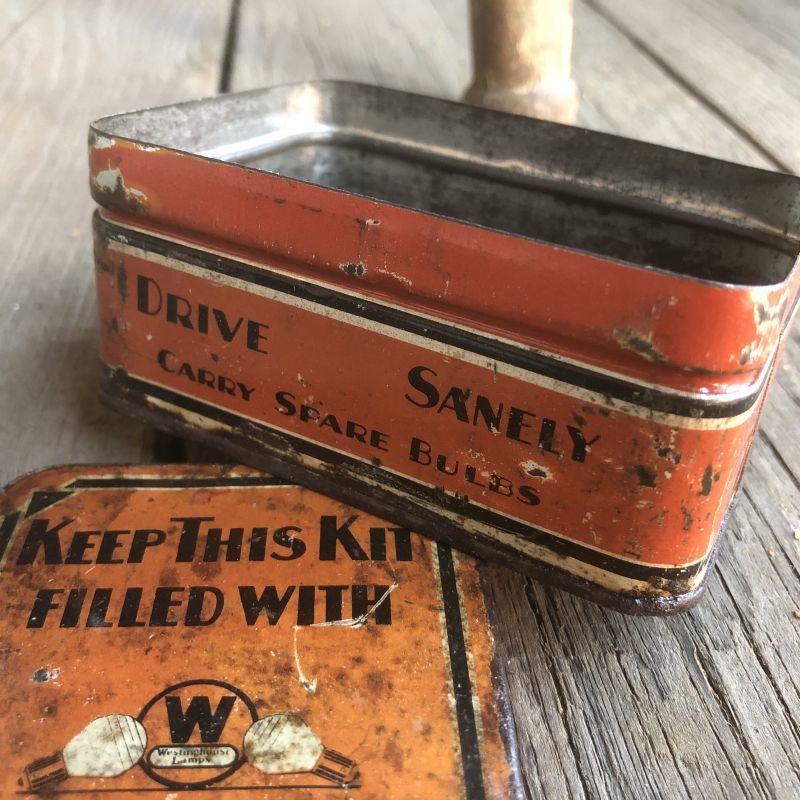 DRIVE SANELY
CARRY SPARE BULBS
KEEP THIS KIT
FILLED WITH
W
Westinghouse
Lamps